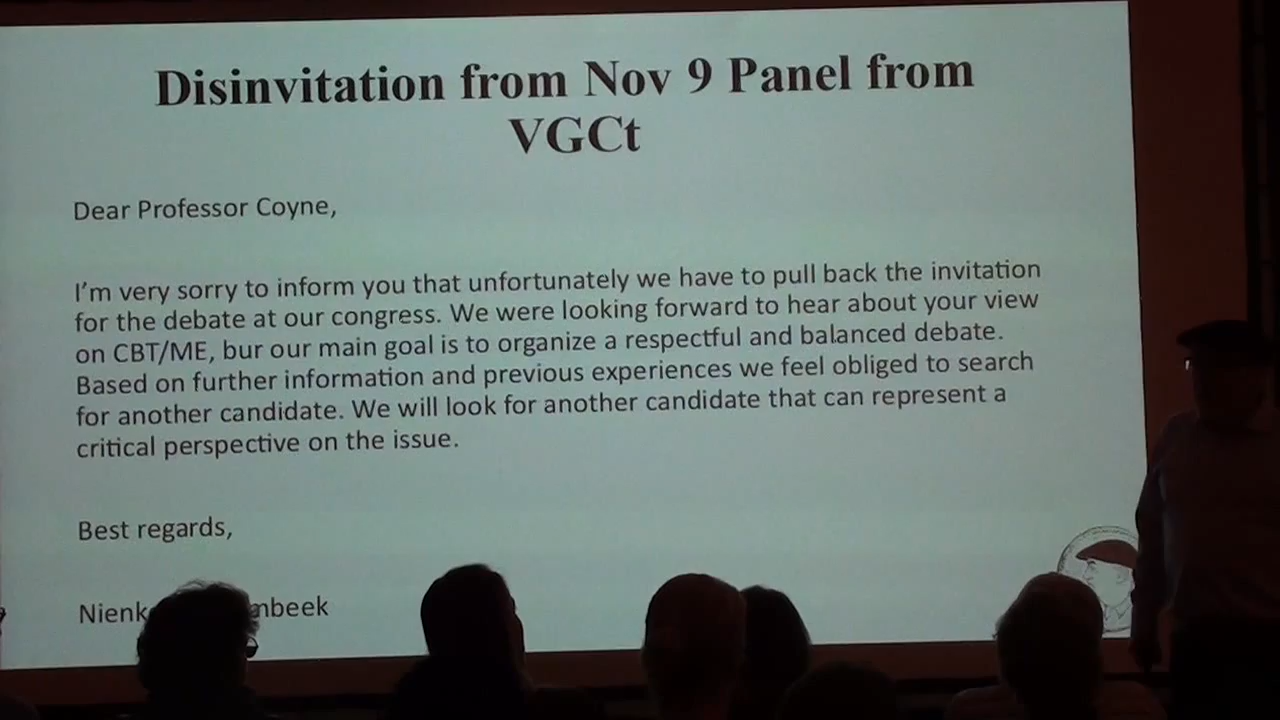 Disinvitation from Nov 9 Panel from
VGCt
Dear Professor Coyne,
I'm very sorry to inform you that unfortunately we have to pull back the invitation
for the debate at our congress. We were looking forward to hear about your view
on CBT/ME, bur our main goal is to organize a respectful and balanced debate.
Based on further information and previous experiences we feel obliged to search
for another candidate. We will look for another candidate that can represent a
critical perspective on the issue.
Best regards,